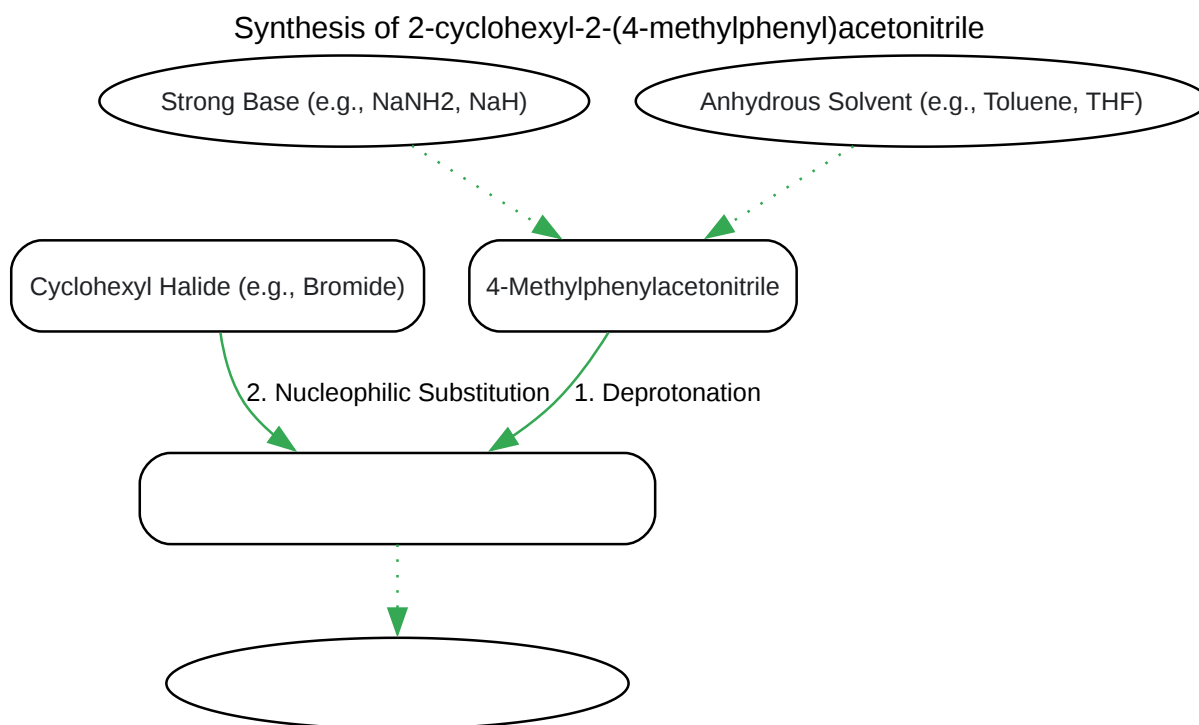 Synthesis of 2-cyclohexyl-2-(4-methylphenyl)acetonitrile
Strong Base (e.g., NaNH2, NaH)
Anhydrous Solvent (e.g., Toluene, THF)
Cyclohexyl Halide (e.g., Bromide)
4-Methylphenylacetonitrile
2. Nucleophilic Substitution
1. Deprotonation